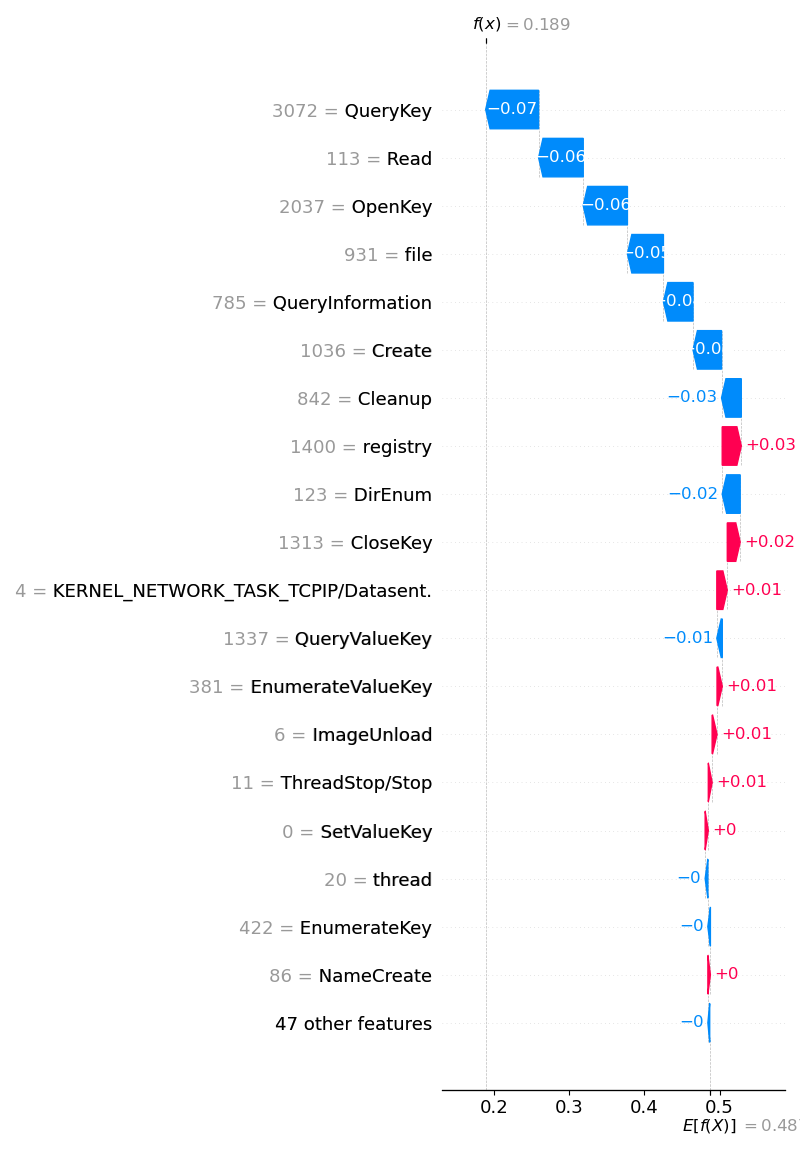 f(x) = 0.189
3072 = QueryKey −0.07
113 = Read −0.06
2037 = OpenKey −0.06
931 = file −0.05
785 = QueryInformation
1036 = Create
842 = Cleanup −0.03
1400 = registry +0.03
123 = DirEnum −0.02
1313 = CloseKey +0.02
4 = KERNEL_NETWORK_TASK_TCPIP/Datasent. +0.01
1337 = QueryValueKey −0.01
381 = EnumerateValueKey +0.01
6 = ImageUnload +0.01
11 = ThreadStop/Stop +0.01
0 = SetValueKey +0
20 = thread −0
422 = EnumerateKey −0
86 = NameCreate +0
47 other features −0
0.2 0.3 0.4 0.5
E[f(X)] = 0.487